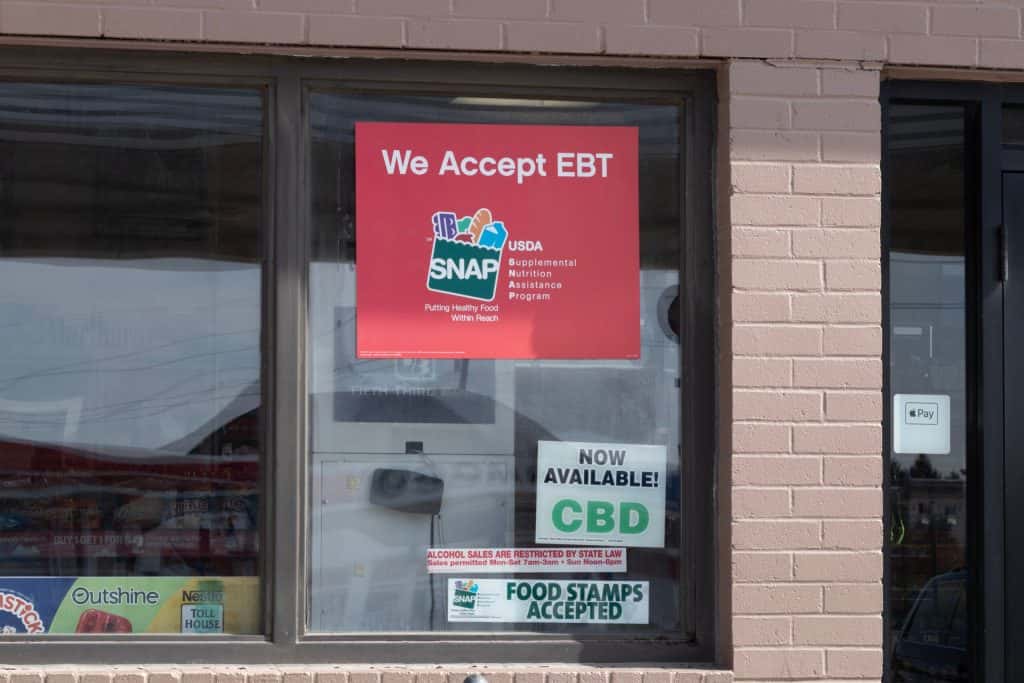 We Accept EBT
SNAP
USDA
Supplemental
Nutrition
Assistance
Program
Putting Healthy Food
Within Reach
Pay
NOW
AVAILABLE!
CBD
ALCOHOL SALES ARE RESTRICTED BY STATE LAW
Sales permitted Mon-Sat 7am-3am • Sun Noon-8pm
SNAP
FOOD STAMPS
ACCEPTED
Outshine
Nestle
TOLL
HOUSE